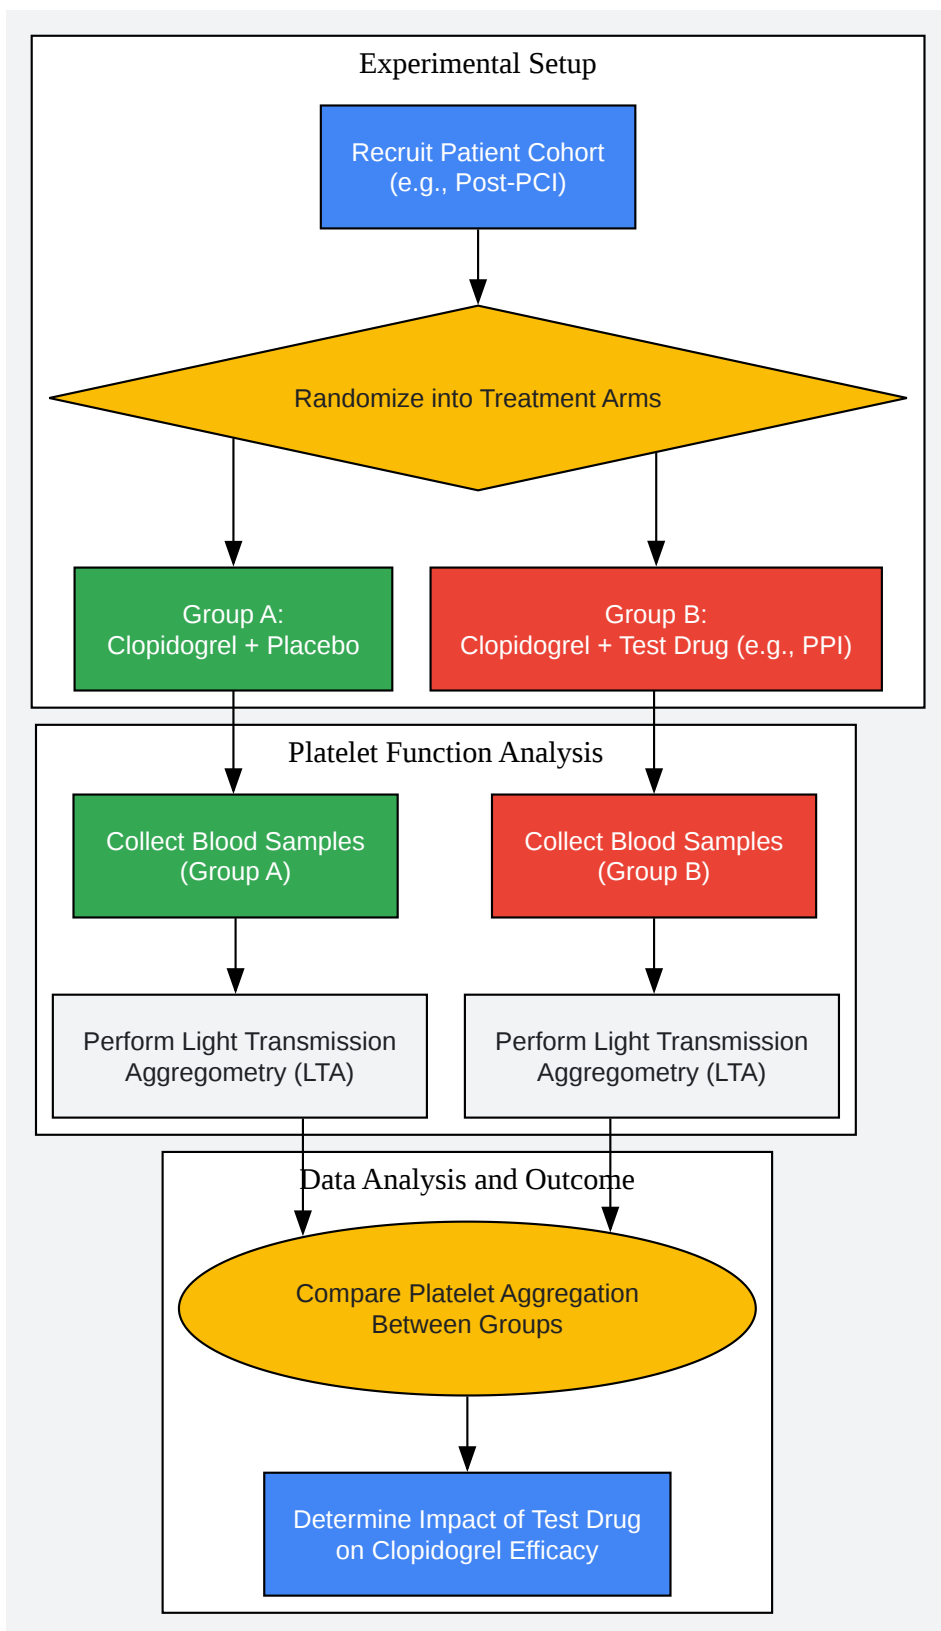 Experimental Setup
Recruit Patient Cohort
(e.g., Post-PCI)
Randomize into Treatment Arms
Group A:
Clopidogrel + Placebo
Group B:
Clopidogrel + Test Drug (e.g., PPI)
Platelet Function Analysis
Collect Blood Samples
(Group A)
Collect Blood Samples
(Group B)
Perform Light Transmission
Aggregometry (LTA)
Perform Light Transmission
Aggregometry (LTA)
Data Analysis and Outcome
Compare Platelet Aggregation
Between Groups
Determine Impact of Test Drug
on Clopidogrel Efficacy